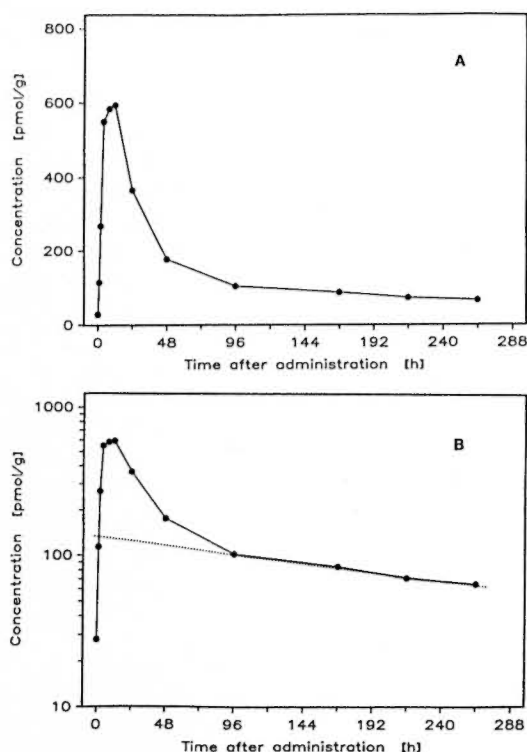 800
A
600
400
200
0
Concentration [pmol/g]
0 48 96 144 192 240 288
Time after administration [h]
1000
B
100
10
Concentration [pmol/g]
0 48 96 144 192 240 288
Time after administration [h]